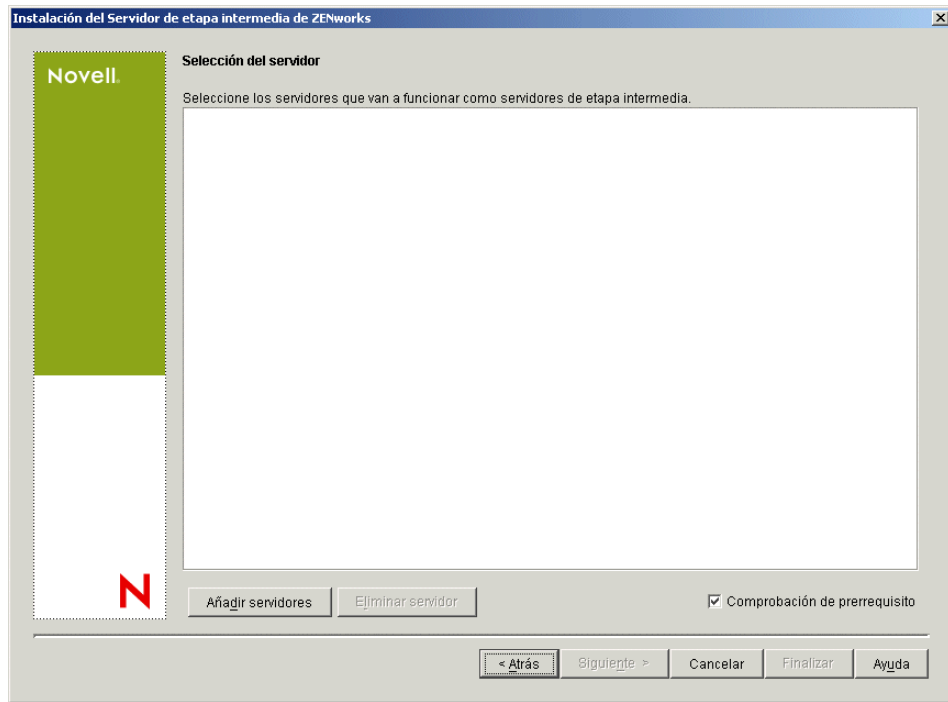 Instalación del Servidor de etapa intermedia de ZENworks
Novell.
Selección del servidor
Seleccione los servidores que van a funcionar como servidores de etapa intermedia.
N
Añadir servidores
Eliminar servidor
Comprobación de prerrequisito
< Atrás
Siguiente >
Cancelar
Finalizar
Ayuda